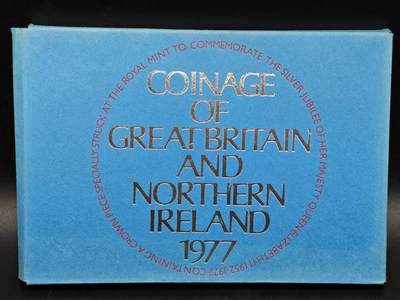 COINAGE
OF
GREAT BRITAIN
AND
NORTHERN
IRELAND
1977
CONTAINING A CROWN PIECE SPECIALLY STRUCK AT THE ROYAL MINT TO COMMEMORATE THE SILVER JUBILEE OF HER MAJESTY QUEEN ELIZABETH II 1952-1977